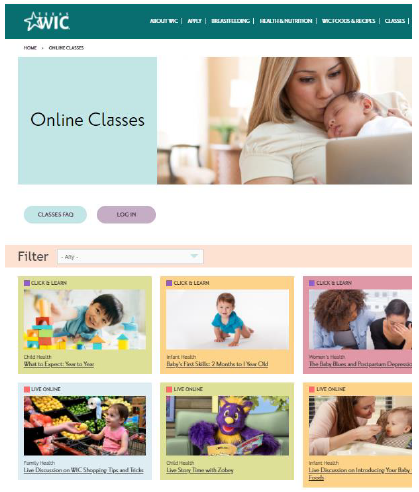 TEXAS
WIC
ABOUT WIC | APPLY | BREASTFEEDING | HEALTH & NUTRITION | WIC FOODS & RECIPES | CLASSES |
HOME › ONLINE CLASSES
Online Classes
CLASSES FAQ
LOG IN
Filter
- Any -
CLICK & LEARN
Child Health
What to Expect: Year to Year
CLICK & LEARN
Infant Health
Baby's First Skills: 2 Months to 1 Year Old
CLICK & LEARN
Women's Health
The Baby Blues and Postpartum Depressi
LIVE ONLINE
Family Health
Live Discussion on WIC Shopping Tips and Tricks
LIVE ONLINE
Child Health
Live Story Time with Zobey
LIVE ONLINE
Infant Health
Live Discussion on Introducing Your Baby
Foods